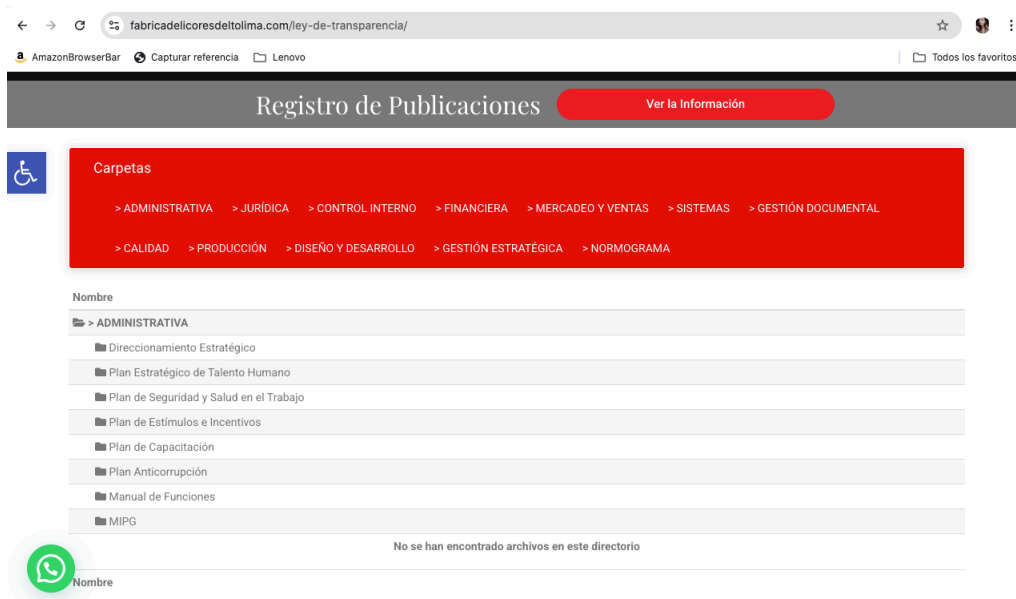 fabricadelicoresdeltolima.com/ley-de-transparencia/
AmazonBrowserBar Capturar referencia Lenovo Todos los favoritos
Registro de Publicaciones Ver la Información
Carpetas
> ADMINISTRATIVA > JURÍDICA > CONTROL INTERNO > FINANCIERA > MERCADEO Y VENTAS > SISTEMAS > GESTIÓN DOCUMENTAL
> CALIDAD > PRODUCCIÓN > DISEÑO Y DESARROLLO > GESTIÓN ESTRATÉGICA > NORMOGRAMA
Nombre
> ADMINISTRATIVA
Direccionamiento Estratégico
Plan Estratégico de Talento Humano
Plan de Seguridad y Salud en el Trabajo
Plan de Estímulos e Incentivos
Plan de Capacitación
Plan Anticorrupción
Manual de Funciones
MIPG
No se han encontrado archivos en este directorio
Nombre